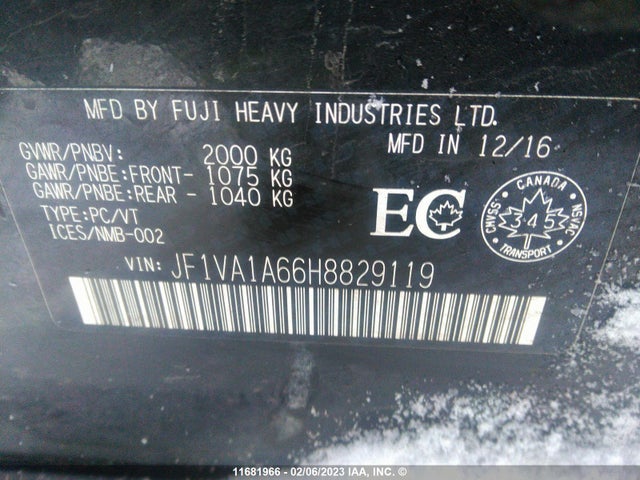 MFD BY FUJI HEAVY INDUSTRIES LTD.
MFD IN 12/16
GVWR/PNBV: 2000 KG
GAWR/PNBE:FRONT- 1075 KG
GAWR/PNBE:REAR - 1040 KG
TYPE:PC/VT
ICES/NMB-002
EC
CANADA
CMVSS
345
NSVAC
TRANSPORT
VIN: JF1VA1A66H8829119
11681966 - 02/06/2023 IAA, INC. ©